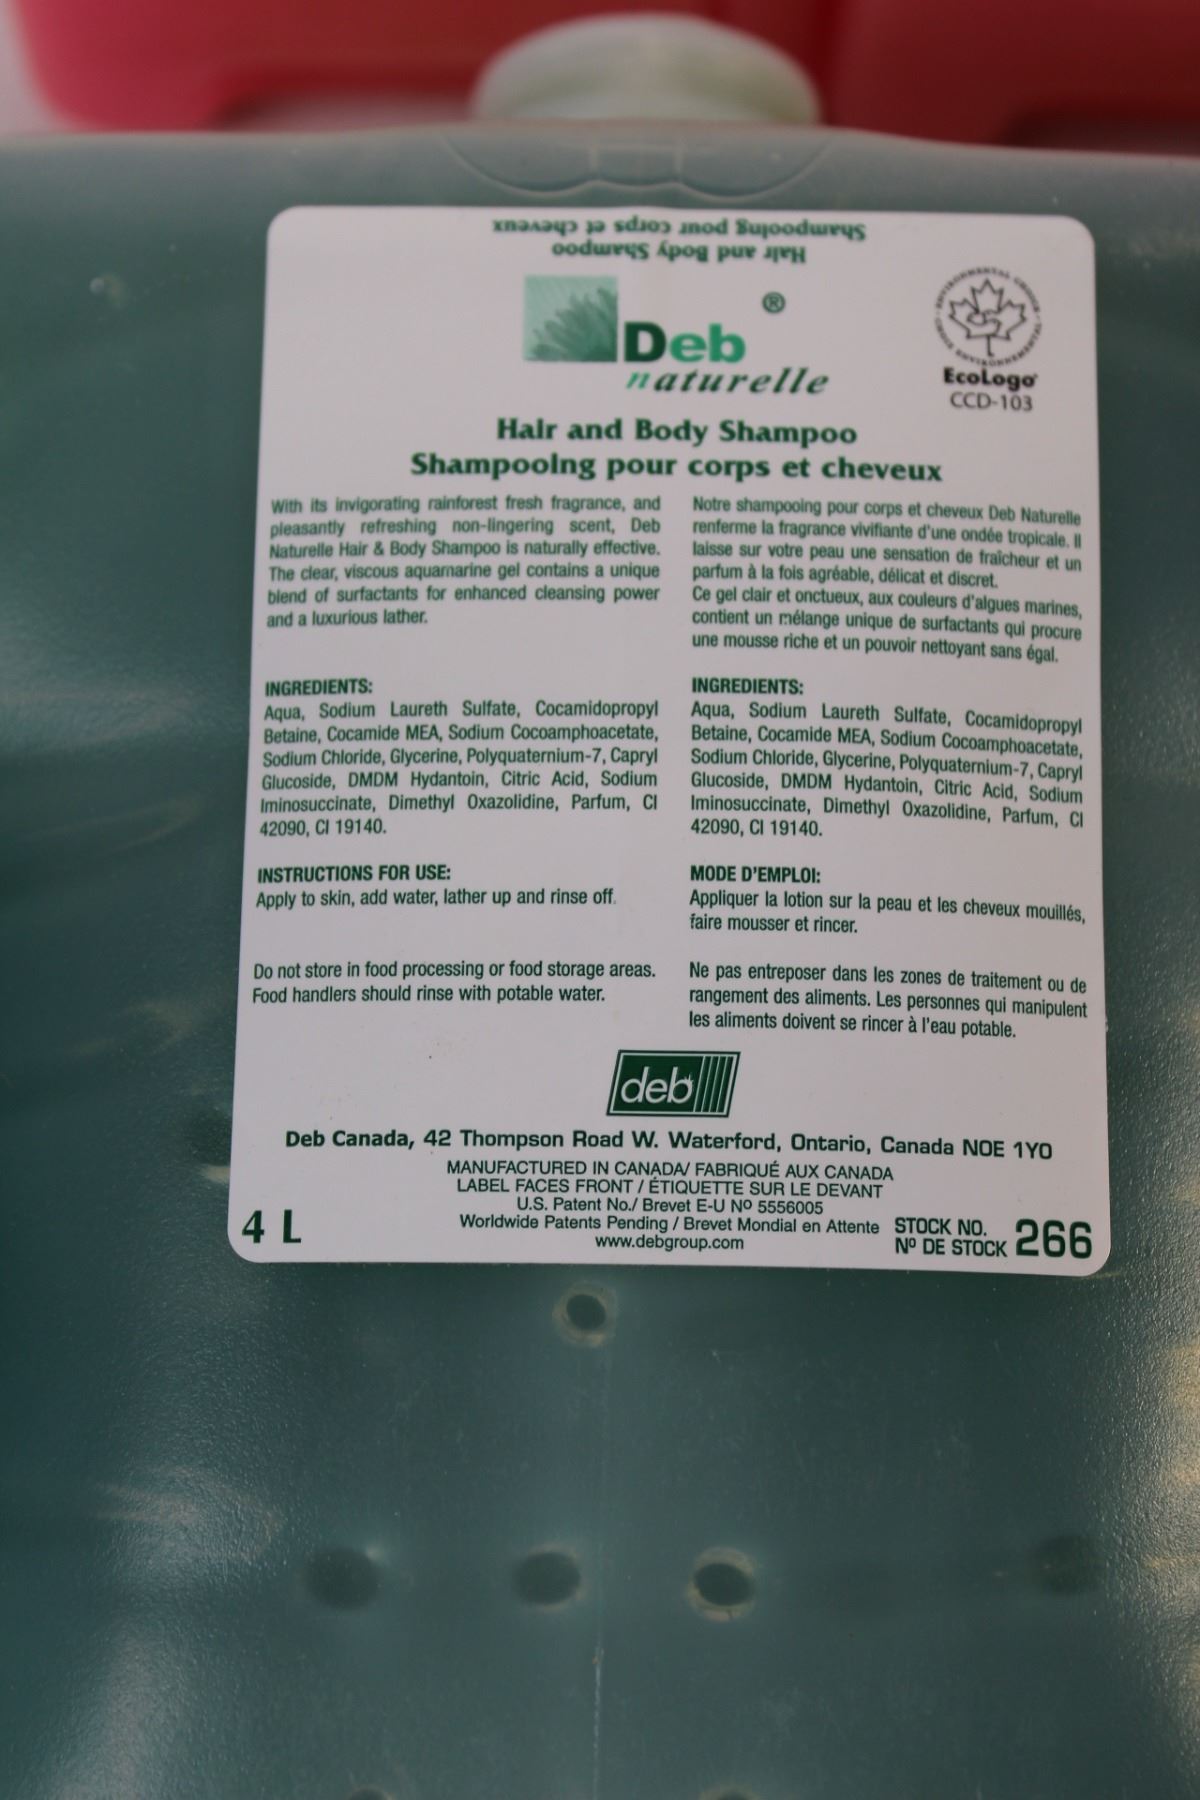 Shampooing pour corps et cheveux
Hair and Body Shampoo
®
Deb
naturelle
ENVIRONMENTAL CHOICE
CHOIX ENVIRONNEMENTAL
EcoLogo
CCD-103
Hair and Body Shampoo
Shampooing pour corps et cheveux
With its invigorating rainforest fresh fragrance, and
pleasantly refreshing non-lingering scent, Deb
Naturelle Hair & Body Shampoo is naturally effective.
The clear, viscous aquamarine gel contains a unique
blend of surfactants for enhanced cleansing power
and a luxurious lather.
INGREDIENTS:
Aqua, Sodium Laureth Sulfate, Cocamidopropyl
Betaine, Cocamide MEA, Sodium Cocoamphoacetate,
Sodium Chloride, Glycerine, Polyquaternium-7, Capryl
Glucoside, DMDM Hydantoin, Citric Acid, Sodium
Iminosuccinate, Dimethyl Oxazolidine, Parfum, CI
42090, CI 19140.
INSTRUCTIONS FOR USE:
Apply to skin, add water, lather up and rinse off.
Do not store in food processing or food storage areas.
Food handlers should rinse with potable water.
Notre shampooing pour corps et cheveux Deb Naturelle
renferme la fragrance vivifiante d'une ondée tropicale. Il
laisse sur votre peau une sensation de fraîcheur et un
parfum à la fois agréable, délicat et discret.
Ce gel clair et onctueux, aux couleurs d'algues marines,
contient un mélange unique de surfactants qui procure
une mousse riche et un pouvoir nettoyant sans égal.
INGREDIENTS:
Aqua, Sodium Laureth Sulfate, Cocamidopropyl
Betaine, Cocamide MEA, Sodium Cocoamphoacetate,
Sodium Chloride, Glycerine, Polyquaternium-7, Capryl
Glucoside, DMDM Hydantoin, Citric Acid, Sodium
Iminosuccinate, Dimethyl Oxazolidine, Parfum, CI
42090, CI 19140.
MODE D'EMPLOI:
Appliquer la lotion sur la peau et les cheveux mouillés,
faire mousser et rincer.
Ne pas entreposer dans les zones de traitement ou de
rangement des aliments. Les personnes qui manipulent
les aliments doivent se rincer à l'eau potable.
deb
Deb Canada, 42 Thompson Road W. Waterford, Ontario, Canada NOE 1YO
MANUFACTURED IN CANADA/ FABRIQUÉ AUX CANADA
LABEL FACES FRONT / ÉTIQUETTE SUR LE DEVANT
U.S. Patent No./ Brevet E-U Nº 5556005
Worldwide Patents Pending / Brevet Mondial en Attente
www.debgroup.com
4 L
STOCK NO.
Nº DE STOCK
266